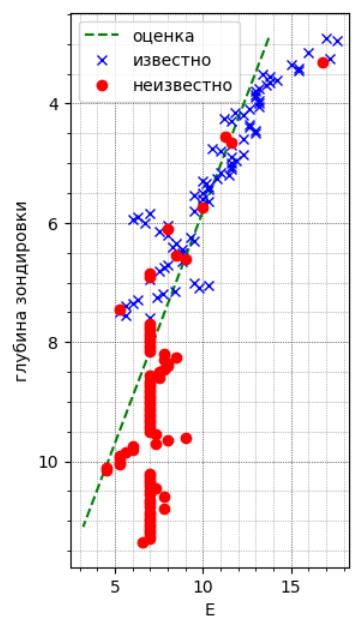 оценка
известно
неизвестно
4
6
8
10
глубина зондировки
5
10
15
E